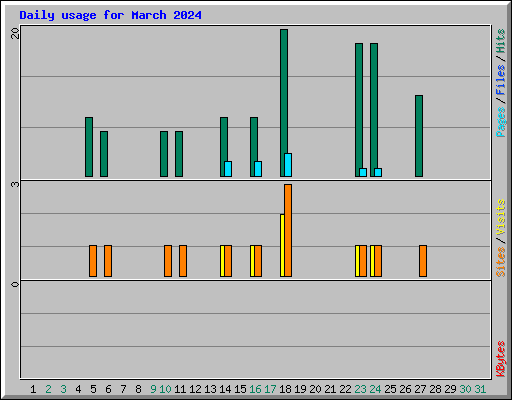 Daily usage for March 2024
20
3
0
Pages/Files/Hits
Sites/Visits
KBytes
1 2 3 4 5 6 7 8 9 10 11 12 13 14 15 16 17 18 19 20 21 22 23 24 25 26 27 28 29 30 31